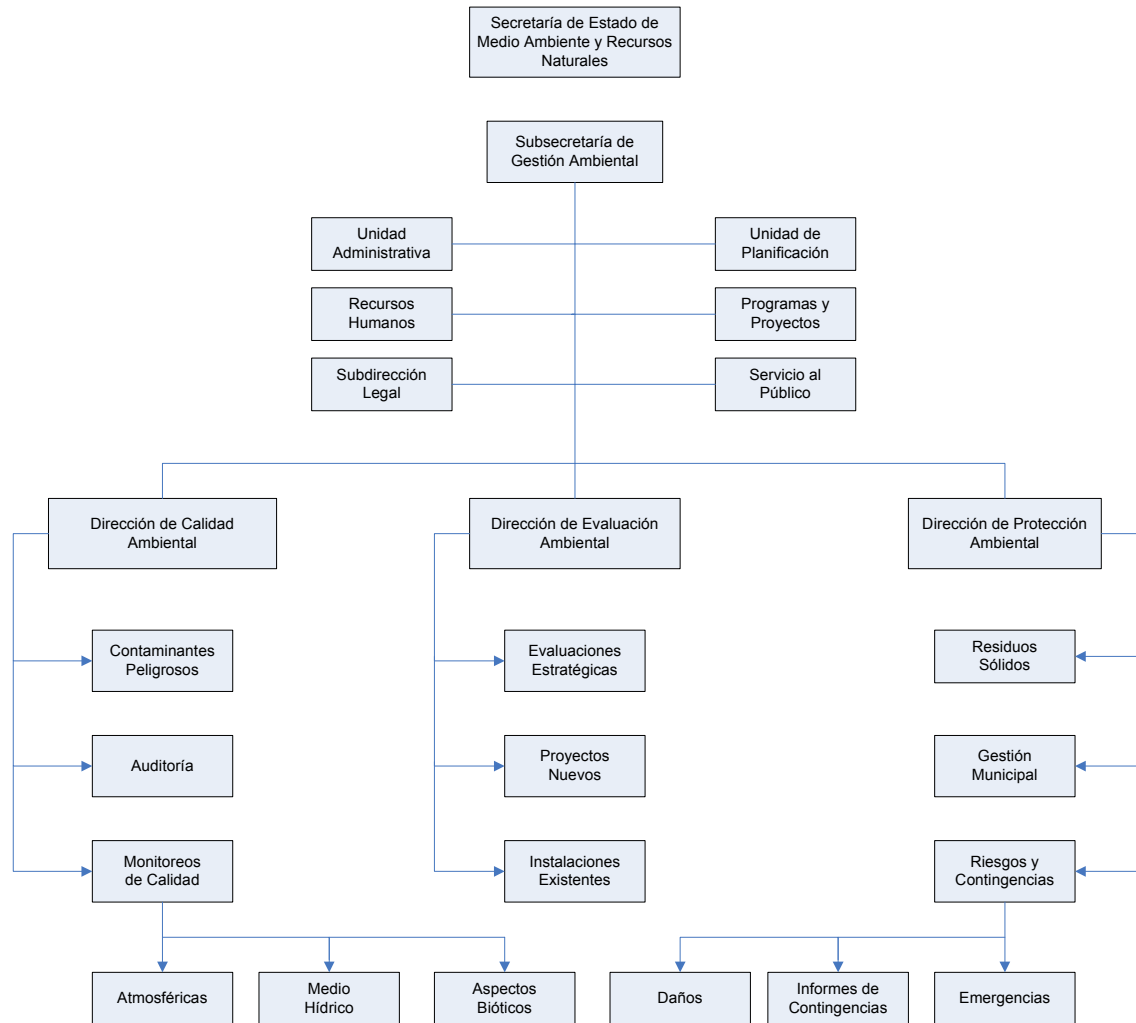 Secretaría de Estado de
Medio Ambiente y Recursos
Naturales
Subsecretaría de
Gestión Ambiental
Unidad
Administrativa
Unidad de
Planificación
Recursos
Humanos
Programas y
Proyectos
Subdirección
Legal
Servicio al
Público
Dirección de Calidad
Ambiental
Dirección de Evaluación
Ambiental
Dirección de Protección
Ambiental
Contaminantes
Peligrosos
Evaluaciones
Estratégicas
Residuos
Sólidos
Auditoría
Proyectos
Nuevos
Gestión
Municipal
Monitoreos
de Calidad
Instalaciones
Existentes
Riesgos y
Contingencias
Atmosféricas
Medio
Hídrico
Aspectos
Bióticos
Daños
Informes de
Contingencias
Emergencias